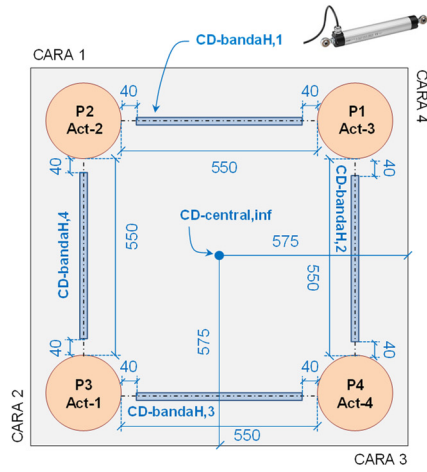 CARA 1
CD-bandaH,1
CARA 4
P2
Act-2
40
40
P1
Act-3
550
40
40
CD-bandaH,4
550
CD-central,inf
575
CD-bandaH,2
550
575
40
40
P3
Act-1
40
40
P4
Act-4
CD-bandaH,3
550
CARA 2
CARA 3